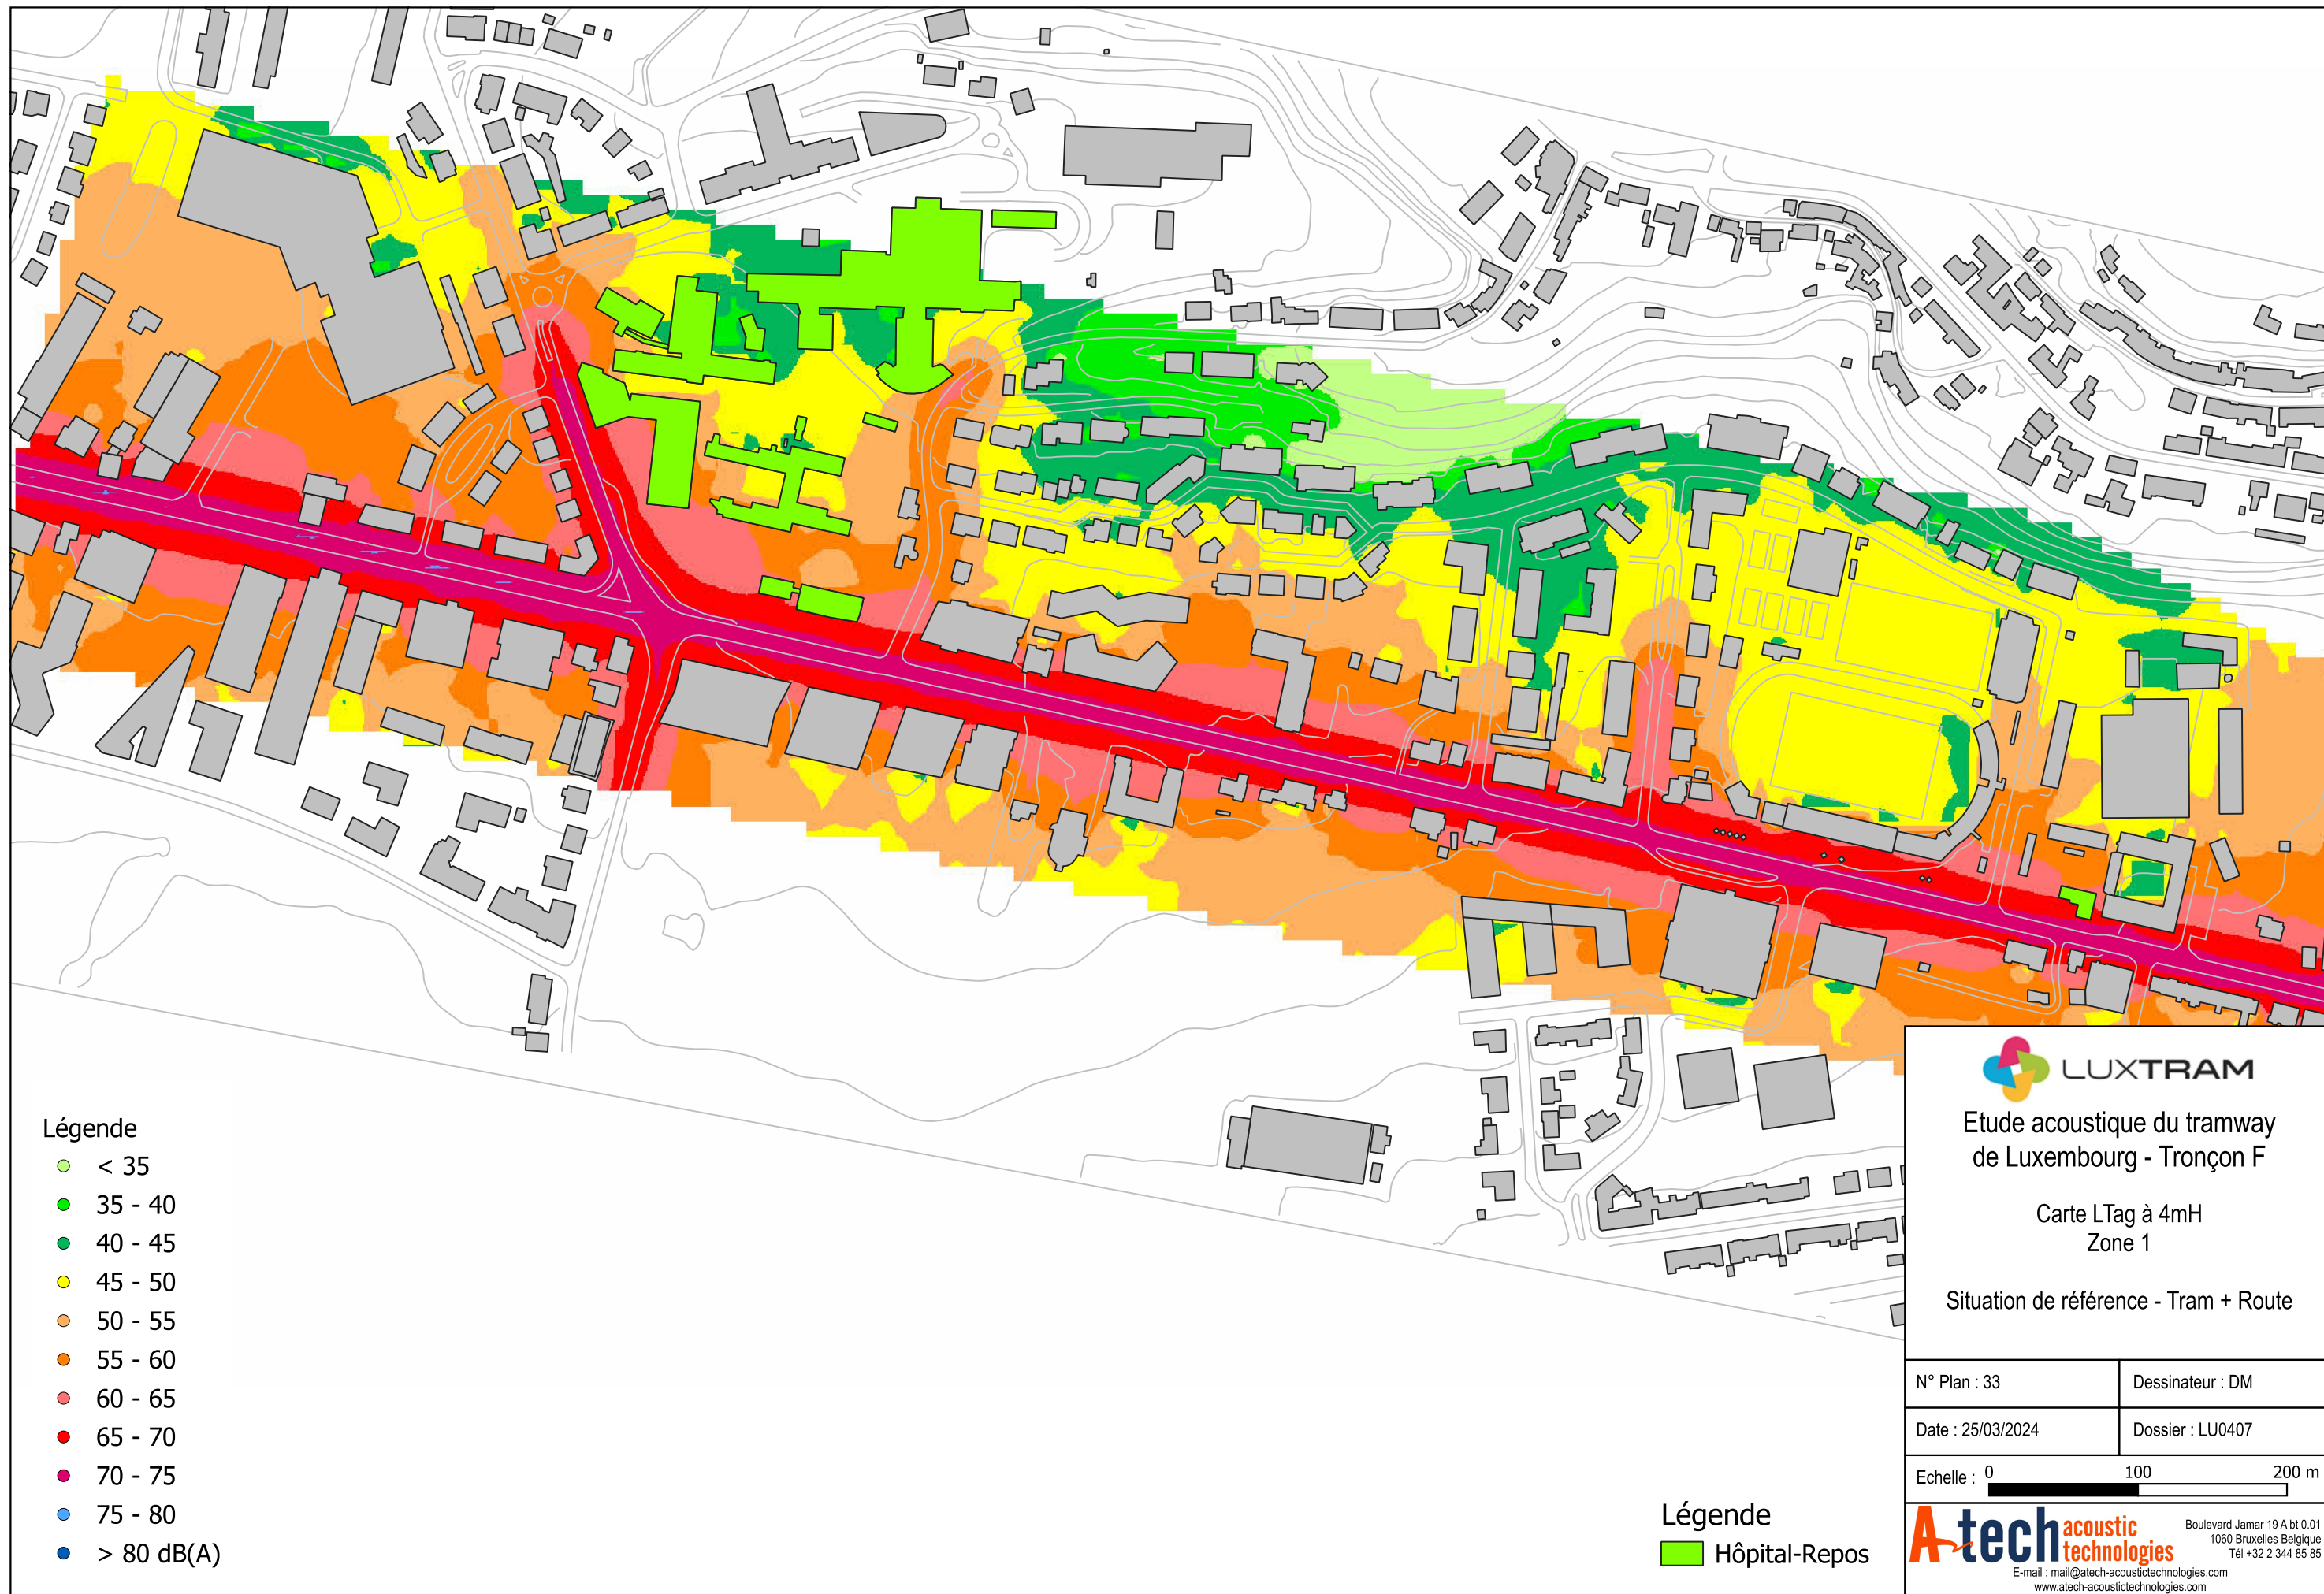 Légende
< 35
35 - 40
40 - 45
45 - 50
50 - 55
55 - 60
60 - 65
65 - 70
70 - 75
75 - 80
> 80 dB(A)
Légende
Hôpital-Repos
LUXTRAM
Etude acoustique du tramway
de Luxembourg - Tronçon F
Carte LTag à 4mH
Zone 1
Situation de référence - Tram + Route
N° Plan : 33
Dessinateur : DM
Date : 25/03/2024
Dossier : LU0407
Echelle : 0 100 200 m
A-tech acoustic technologies
Boulevard Jamar 19 A bt 0.01
1060 Bruxelles Belgique
Tél +32 2 344 85 85
E-mail : mail@atech-acoustictechnologies.com
www.atech-acoustictechnologies.com